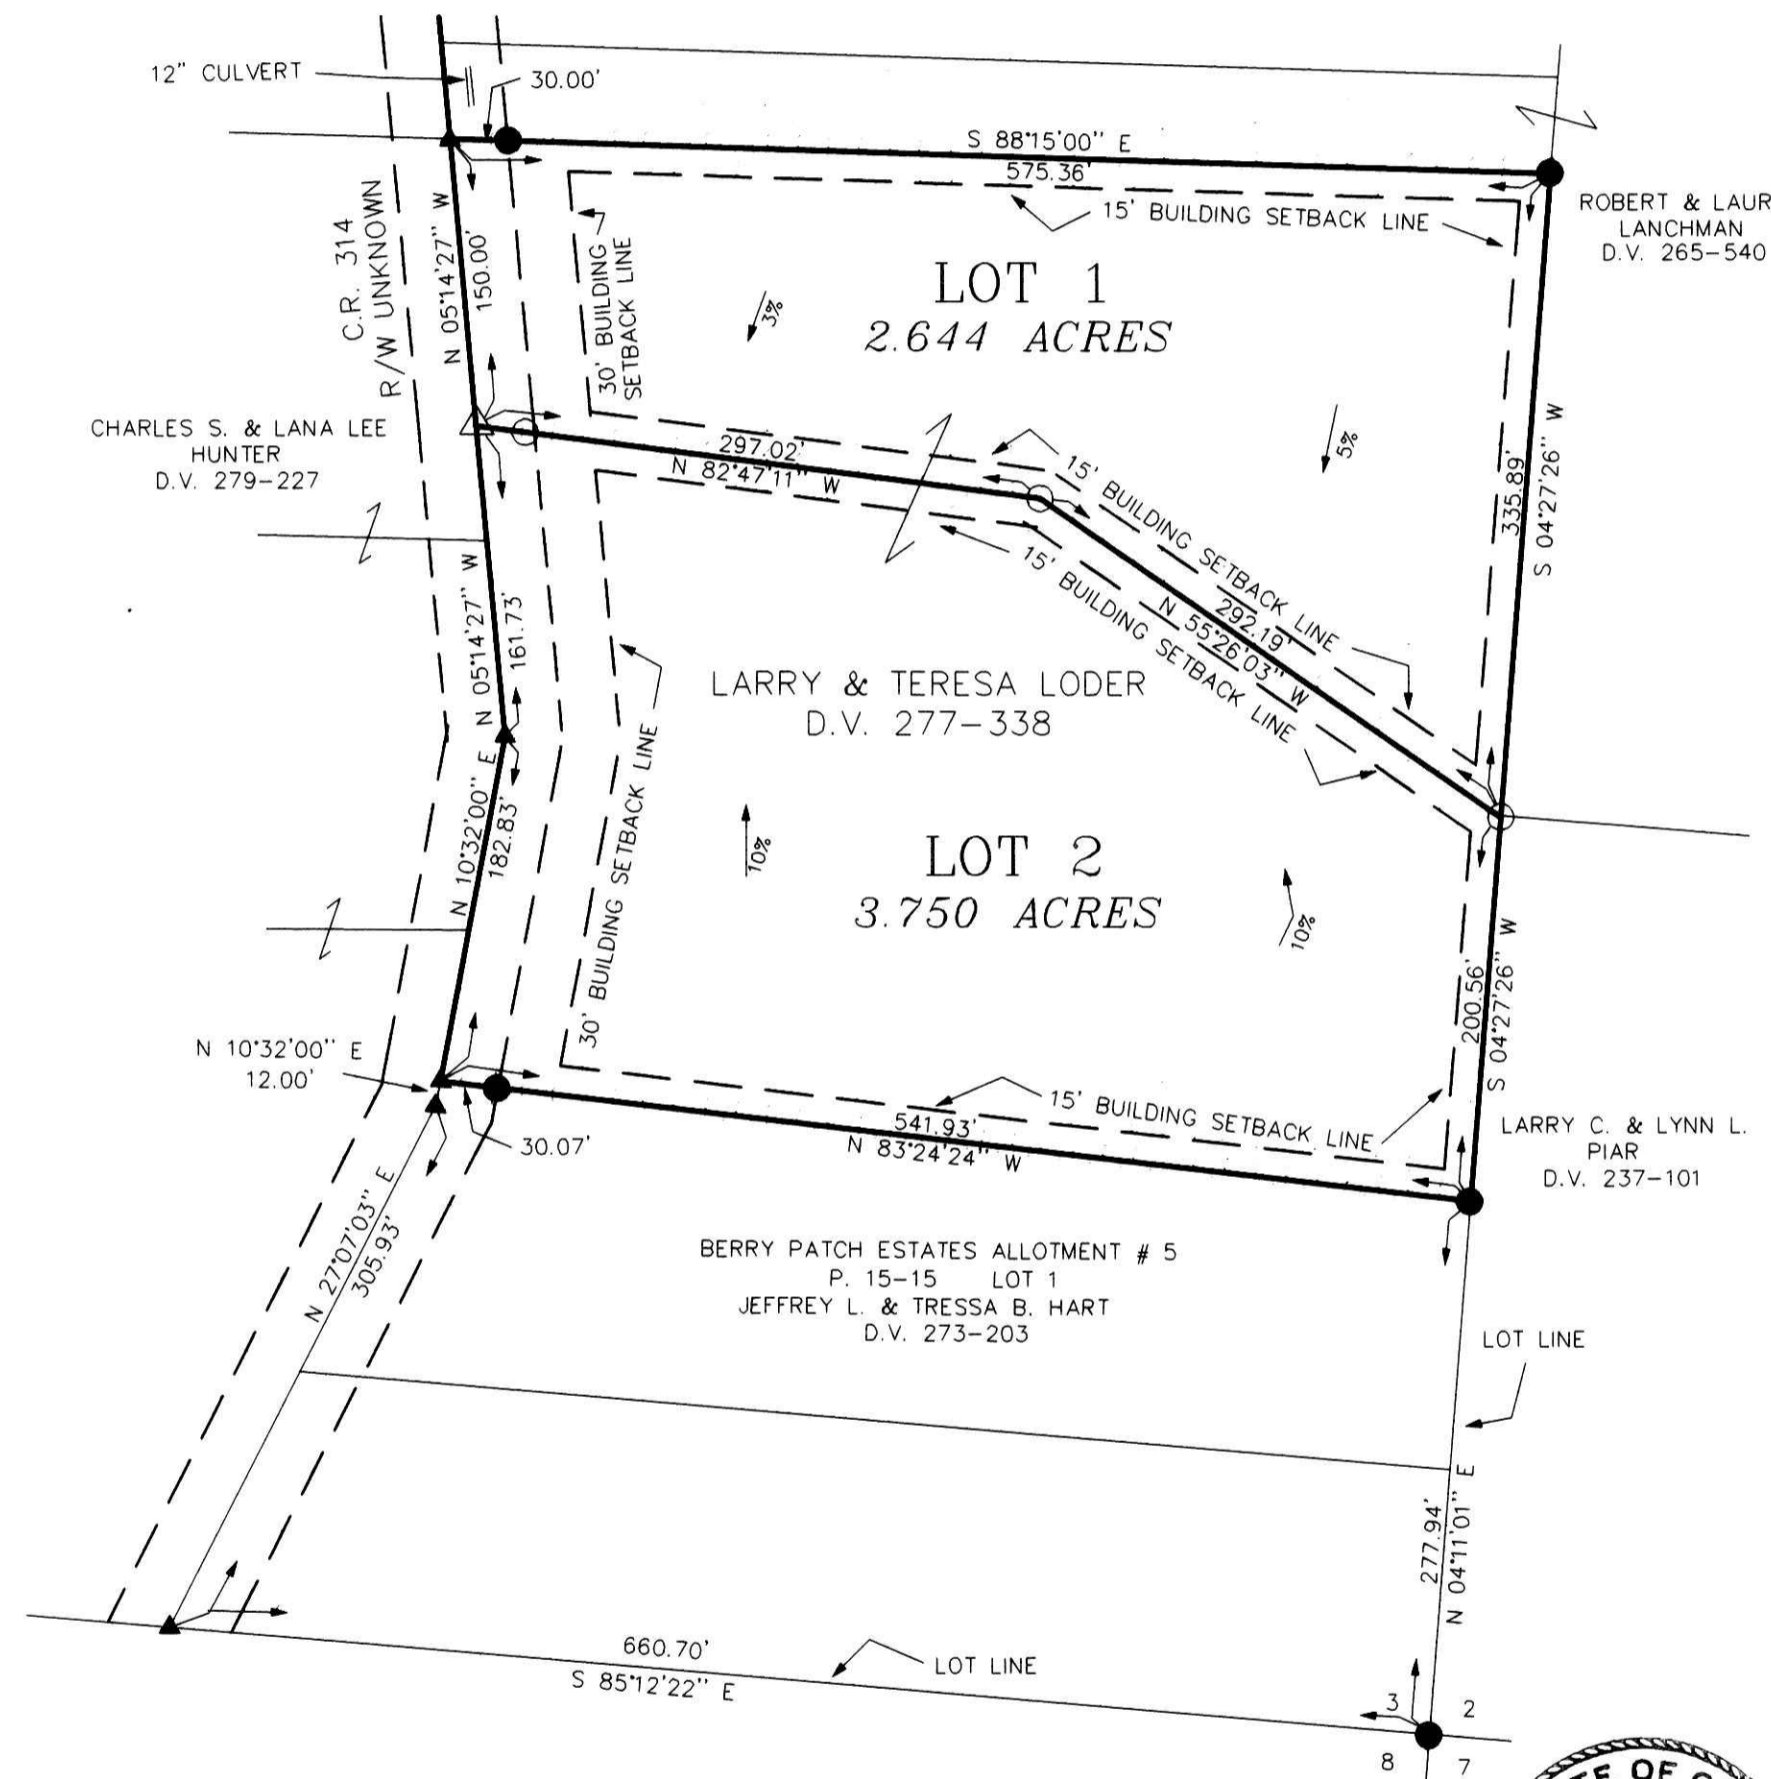 12" CULVERT
30.00'
S 88°15'00" E
575.36'
15' BUILDING SETBACK LINE
ROBERT & LAUR
LANCHMAN
D.V. 265-540
C.R. 314
R/W UNKNOWN
N 05°14'27" W
150.00'
30' BUILDING
SETBACK LINE
LOT 1
2.644 ACRES
3%
5%
CHARLES S. & LANA LEE
HUNTER
D.V. 279-227
297.02'
N 82°47'11" W
15' BUILDING SETBACK LINE
292.19'
N 55°26'03" W
15' BUILDING SETBACK LINE
335.89'
S 04°27'26" W
N 05°14'27" W
161.73'
LARRY & TERESA LODER
D.V. 277-338
30' BUILDING SETBACK LINE
N 10°32'00" E
182.83'
LOT 2
3.750 ACRES
10%
10%
200.56'
S 04°27'26" W
N 10°32'00" E
12.00'
30.07'
15' BUILDING SETBACK LINE
541.93'
N 83°24'24" W
LARRY C. & LYNN L.
PIAR
D.V. 237-101
N 27°07'03" E
305.93'
BERRY PATCH ESTATES ALLOTMENT # 5
P. 15-15 LOT 1
JEFFREY L. & TRESSA B. HART
D.V. 273-203
LOT LINE
277.94'
N 04°11'01" E
660.70'
S 85°12'22" E
LOT LINE
3 2
8 7
OF